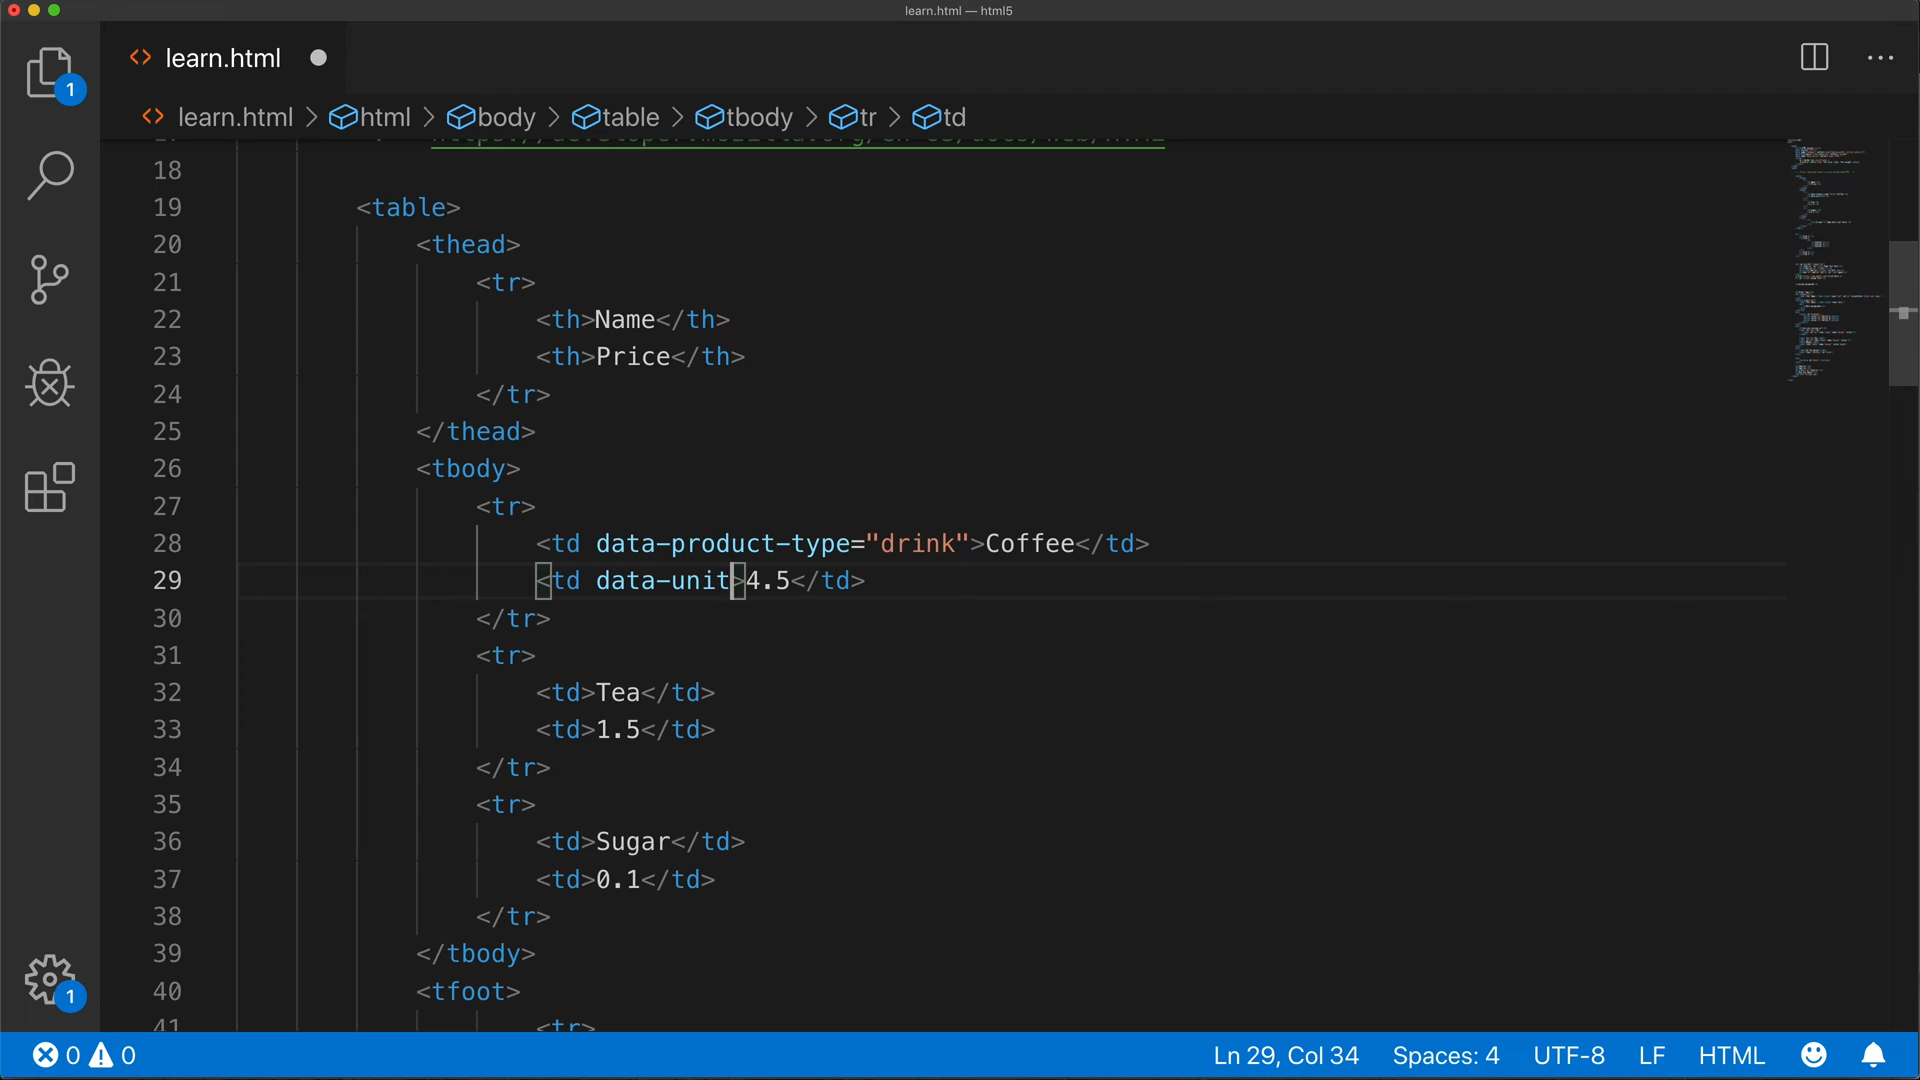 learn.html — html5
learn.html
1
learn.html > html > body > table > tbody > tr > td
18
19 <table>
20 <thead>
21 <tr>
22 <th>Name</th>
23 <th>Price</th>
24 </tr>
25 </thead>
26 <tbody>
27 <tr>
28 <td data-product-type="drink">Coffee</td>
29 <td data-unit>4.5</td>
30 </tr>
31 <tr>
32 <td>Tea</td>
33 <td>1.5</td>
34 </tr>
35 <tr>
36 <td>Sugar</td>
37 <td>0.1</td>
38 </tr>
39 </tbody>
40 <tfoot>
41 <tr>
1
0 0 Ln 29, Col 34 Spaces: 4 UTF-8 LF HTML